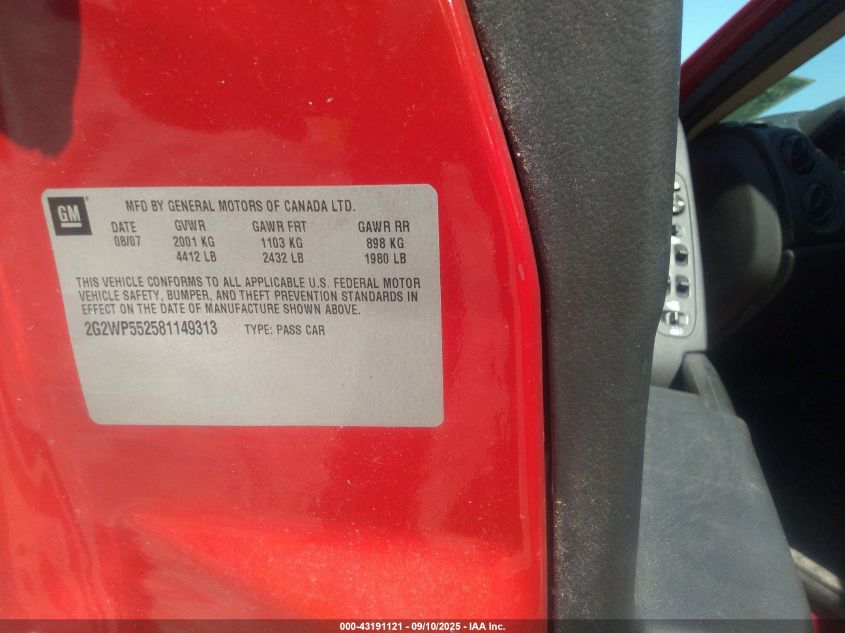 GM
MFD BY GENERAL MOTORS OF CANADA LTD.
DATE GVWR GAWR FRT GAWR RR
08/07 2001 KG 1103 KG 898 KG
4412 LB 2432 LB 1980 LB
THIS VEHICLE CONFORMS TO ALL APPLICABLE U.S. FEDERAL MOTOR
VEHICLE SAFETY, BUMPER, AND THEFT PREVENTION STANDARDS IN
EFFECT ON THE DATE OF MANUFACTURE SHOWN ABOVE.
2G2WP552581149313 TYPE: PASS CAR
000-43191121 - 09/10/2025 - IAA Inc.